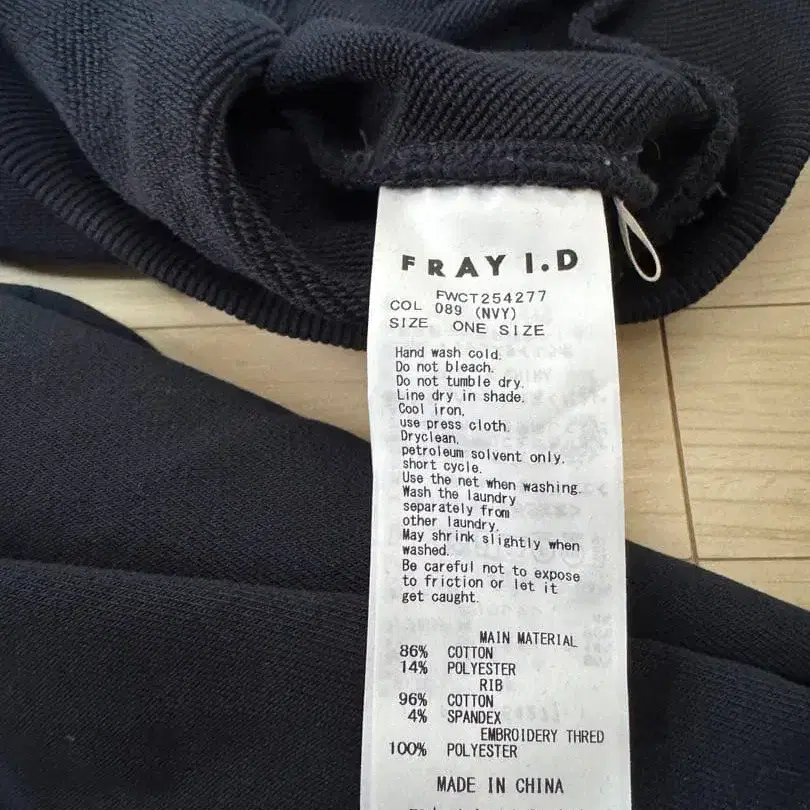 FRAY I.D
FWCT254277
COL 089 (NVY)
SIZE ONE SIZE
Hand wash cold.
Do not bleach.
Do not tumble dry.
Line dry in shade.
Cool iron,
use press cloth.
Dryclean,
petroleum solvent only,
short cycle.
Use the net when washing.
Wash the laundry
separately from
other laundry.
May shrink slightly when
washed.
Be careful not to expose
to friction or let it
get caught.
MAIN MATERIAL
86% COTTON
14% POLYESTER
RIB
96% COTTON
4% SPANDEX
EMBROIDERY THRED
100% POLYESTER
MADE IN CHINA